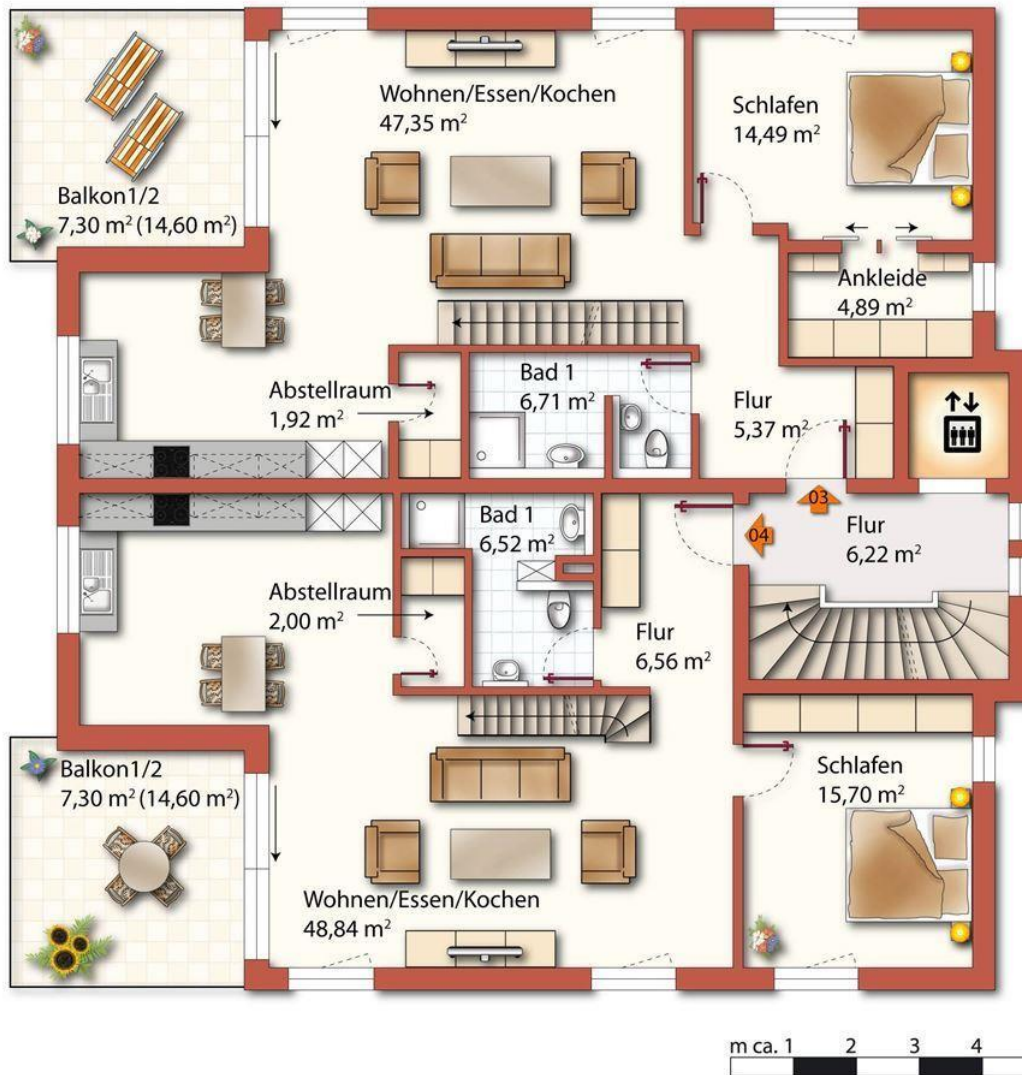 Wohnen/Essen/Kochen
47,35 m²
Schlafen
14,49 m²
Balkon1/2
7,30 m² (14,60 m²)
Ankleide
4,89 m²
Abstellraum
1,92 m²
Bad 1
6,71 m²
Flur
5,37 m²
03
04
Flur
6,22 m²
Bad 1
6,52 m²
Abstellraum
2,00 m²
Flur
6,56 m²
Balkon1/2
7,30 m² (14,60 m²)
Schlafen
15,70 m²
Wohnen/Essen/Kochen
48,84 m²
m ca. 1 2 3 4